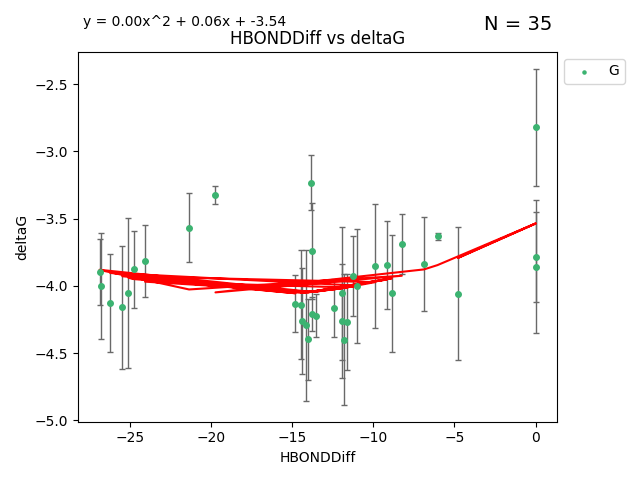 y = 0.00x^2 + 0.06x + -3.54
N = 35
HBONDDiff vs deltaG
G
deltaG
−2.5
−3.0
−3.5
−4.0
−4.5
−5.0
−25
−20
−15
−10
−5
0
HBONDDiff